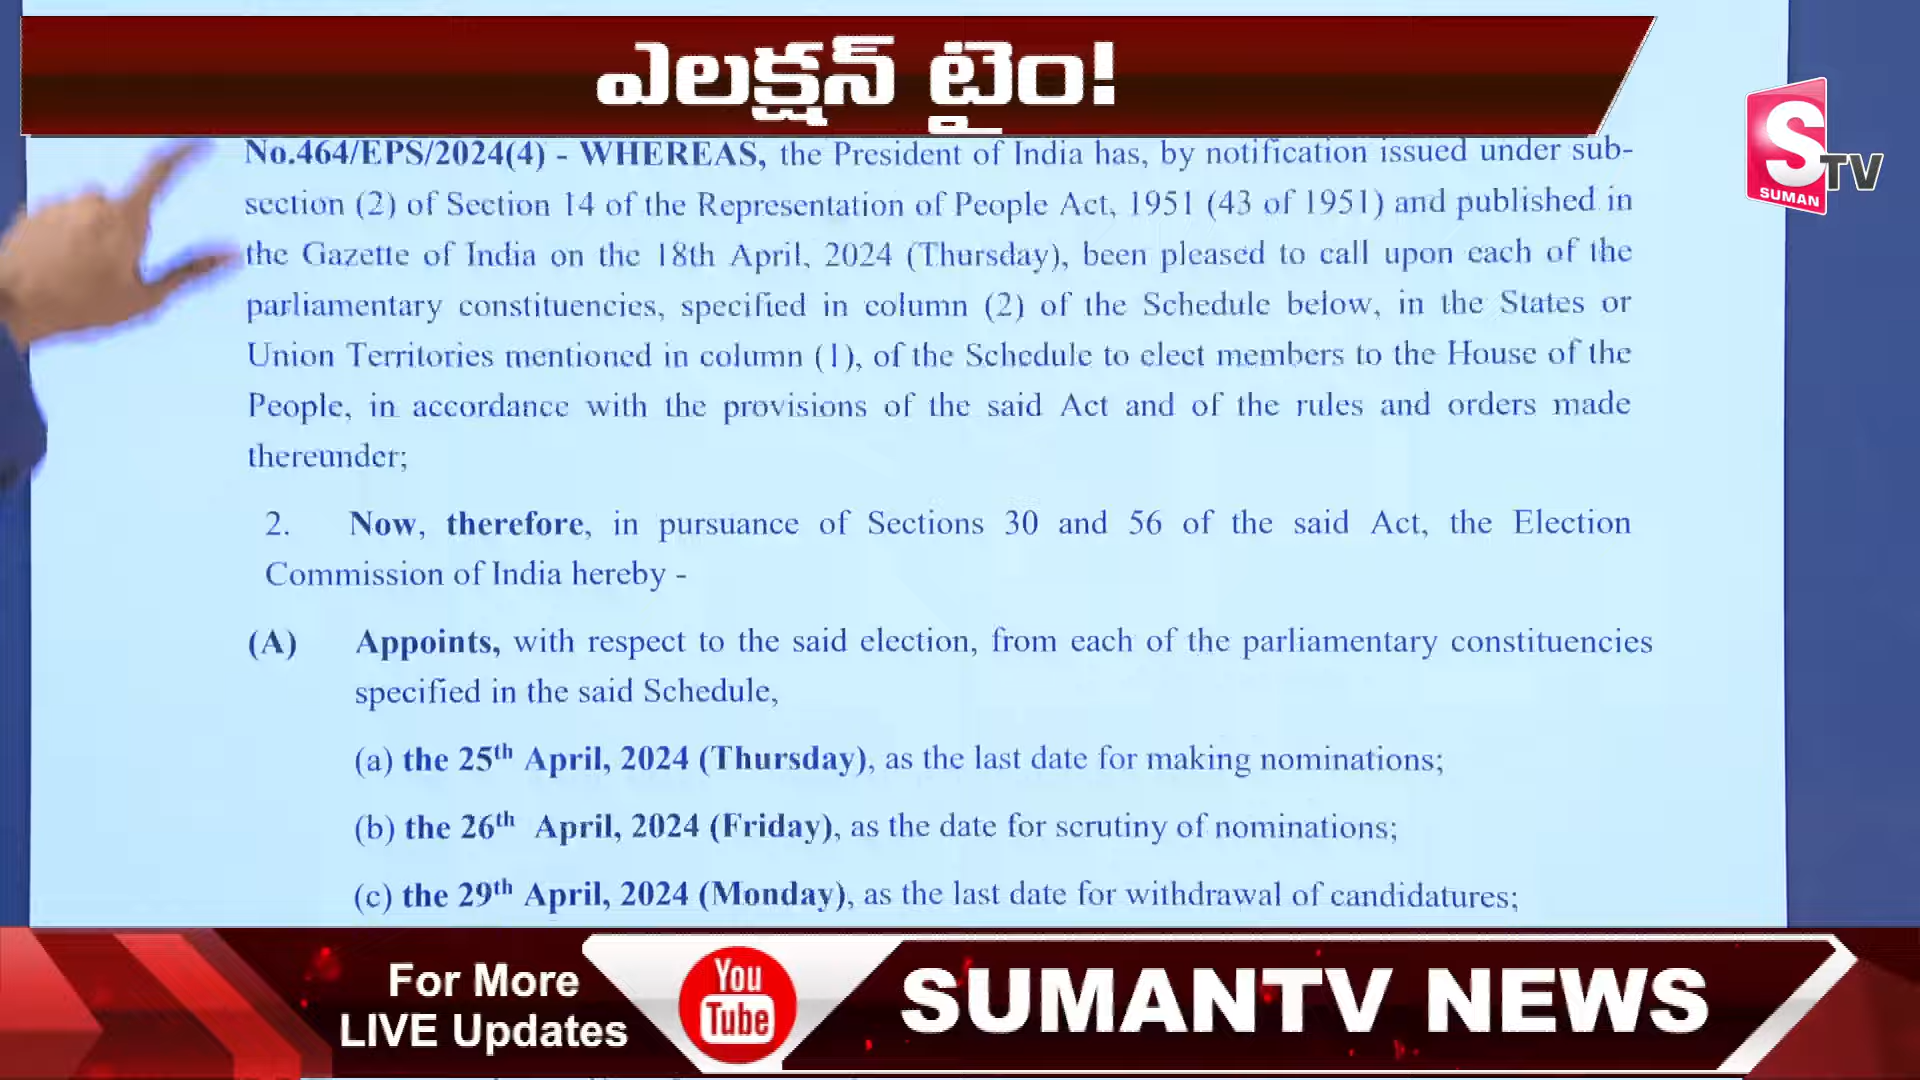 ఎలక్షన్ టైం!
S TV
SUMAN
No.464/EPS/2024(4) - WHEREAS, the President of India has, by notification issued under sub-
section (2) of Section 14 of the Representation of People Act, 1951 (43 of 1951) and published in
the Gazette of India on the 18th April, 2024 (Thursday), been pleased to call upon each of the
parliamentary constituencies, specified in column (2) of the Schedule below, in the States or
Union Territories mentioned in column (1), of the Schedule to elect members to the House of the
People, in accordance with the provisions of the said Act and of the rules and orders made
thereunder;
2. Now, therefore, in pursuance of Sections 30 and 56 of the said Act, the Election
Commission of India hereby -
(A) Appoints, with respect to the said election, from each of the parliamentary constituencies
specified in the said Schedule,
(a) the 25th April, 2024 (Thursday), as the last date for making nominations;
(b) the 26th April, 2024 (Friday), as the date for scrutiny of nominations;
(c) the 29th April, 2024 (Monday), as the last date for withdrawal of candidatures;
For More
LIVE Updates
You
Tube
SUMANTV NEWS